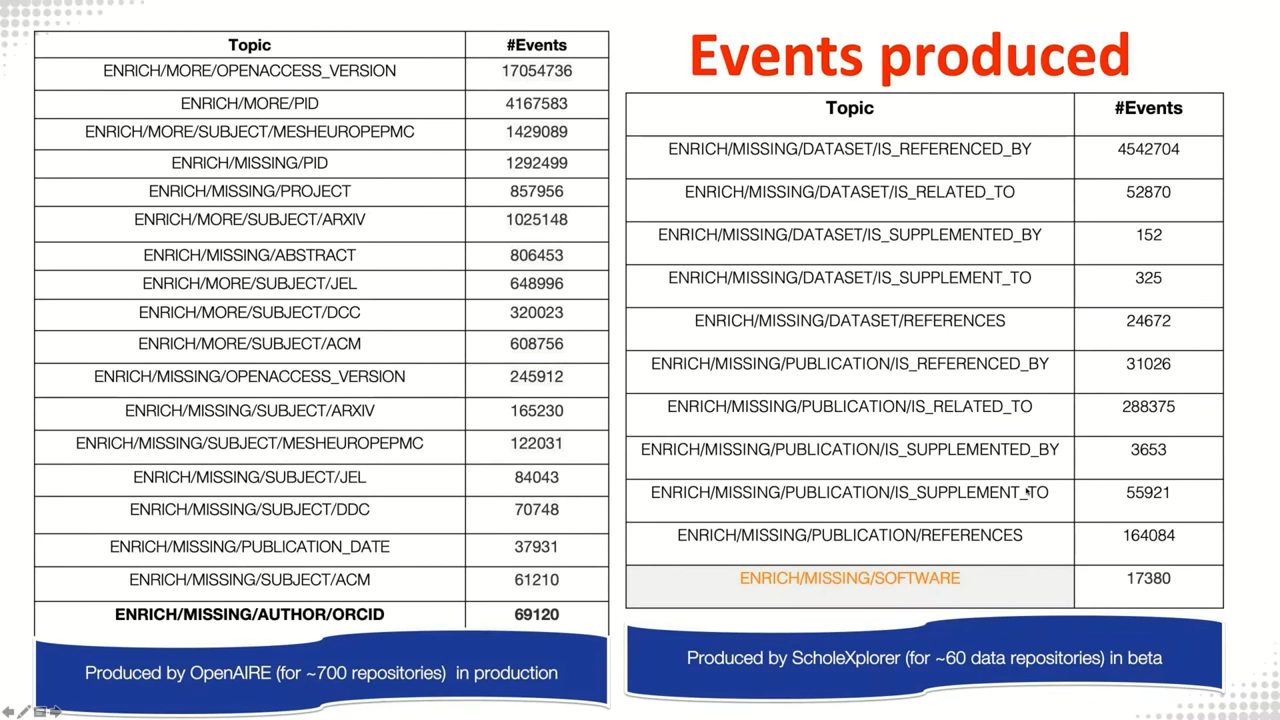 Events produced
Topic #Events
ENRICH/MORE/OPENACCESS_VERSION 17054736
ENRICH/MORE/PID 4167583
ENRICH/MORE/SUBJECT/MESHEUROPEPMC 1429089
ENRICH/MISSING/PID 1292499
ENRICH/MISSING/PROJECT 857956
ENRICH/MORE/SUBJECT/ARXIV 1025148
ENRICH/MISSING/ABSTRACT 806453
ENRICH/MORE/SUBJECT/JEL 648996
ENRICH/MORE/SUBJECT/DCC 320023
ENRICH/MORE/SUBJECT/ACM 608756
ENRICH/MISSING/OPENACCESS_VERSION 245912
ENRICH/MISSING/SUBJECT/ARXIV 165230
ENRICH/MISSING/SUBJECT/MESHEUROPEPMC 122031
ENRICH/MISSING/SUBJECT/JEL 84043
ENRICH/MISSING/SUBJECT/DDC 70748
ENRICH/MISSING/PUBLICATION_DATE 37931
ENRICH/MISSING/SUBJECT/ACM 61210
ENRICH/MISSING/AUTHOR/ORCID 69120
Produced by OpenAIRE (for ~700 repositories) in production
Topic #Events
ENRICH/MISSING/DATASET/IS_REFERENCED_BY 4542704
ENRICH/MISSING/DATASET/IS_RELATED_TO 52870
ENRICH/MISSING/DATASET/IS_SUPPLEMENTED_BY 152
ENRICH/MISSING/DATASET/IS_SUPPLEMENT_TO 325
ENRICH/MISSING/DATASET/REFERENCES 24672
ENRICH/MISSING/PUBLICATION/IS_REFERENCED_BY 31026
ENRICH/MISSING/PUBLICATION/IS_RELATED_TO 288375
ENRICH/MISSING/PUBLICATION/IS_SUPPLEMENTED_BY 3653
ENRICH/MISSING/PUBLICATION/IS_SUPPLEMENT_TO 55921
ENRICH/MISSING/PUBLICATION/REFERENCES 164084
ENRICH/MISSING/SOFTWARE 17380
Produced by ScholeXplorer (for ~60 data repositories) in beta